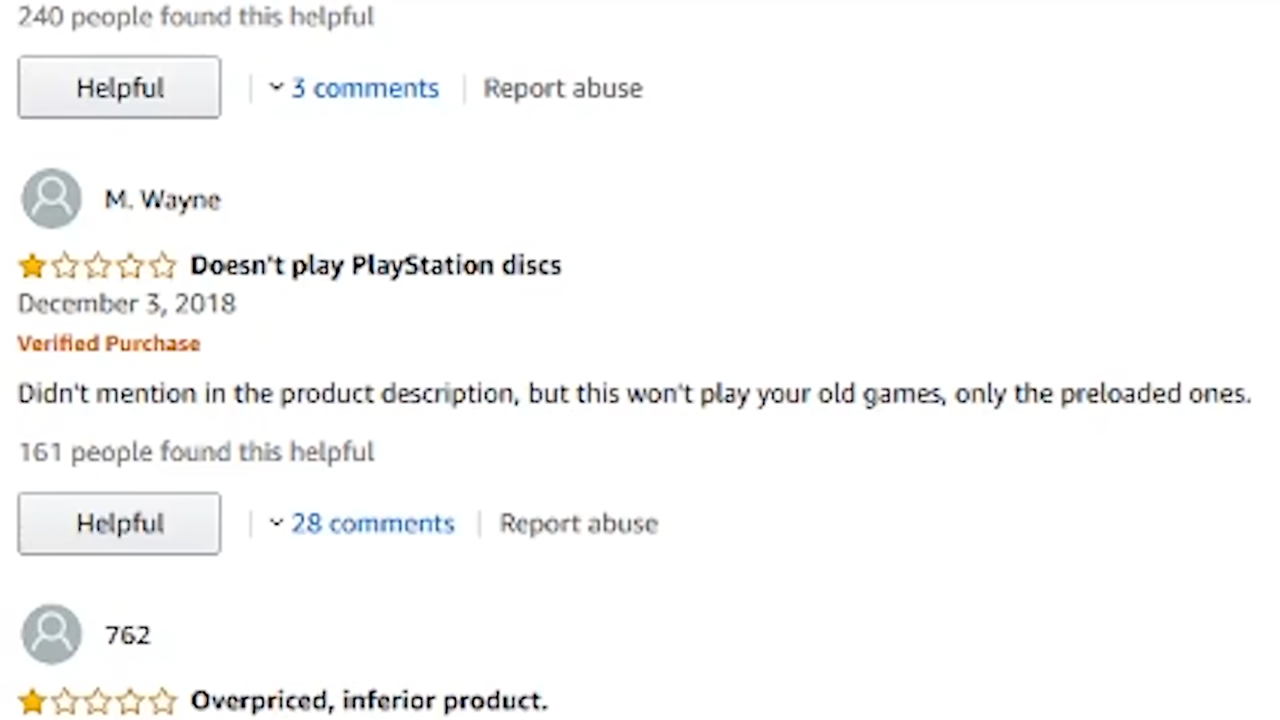 240 people found this helpful
Helpful
3 comments
Report abuse
M. Wayne
Doesn't play PlayStation discs
December 3, 2018
Verified Purchase
Didn't mention in the product description, but this won't play your old games, only the preloaded ones.
161 people found this helpful
Helpful
28 comments
Report abuse
762
Overpriced, inferior product.